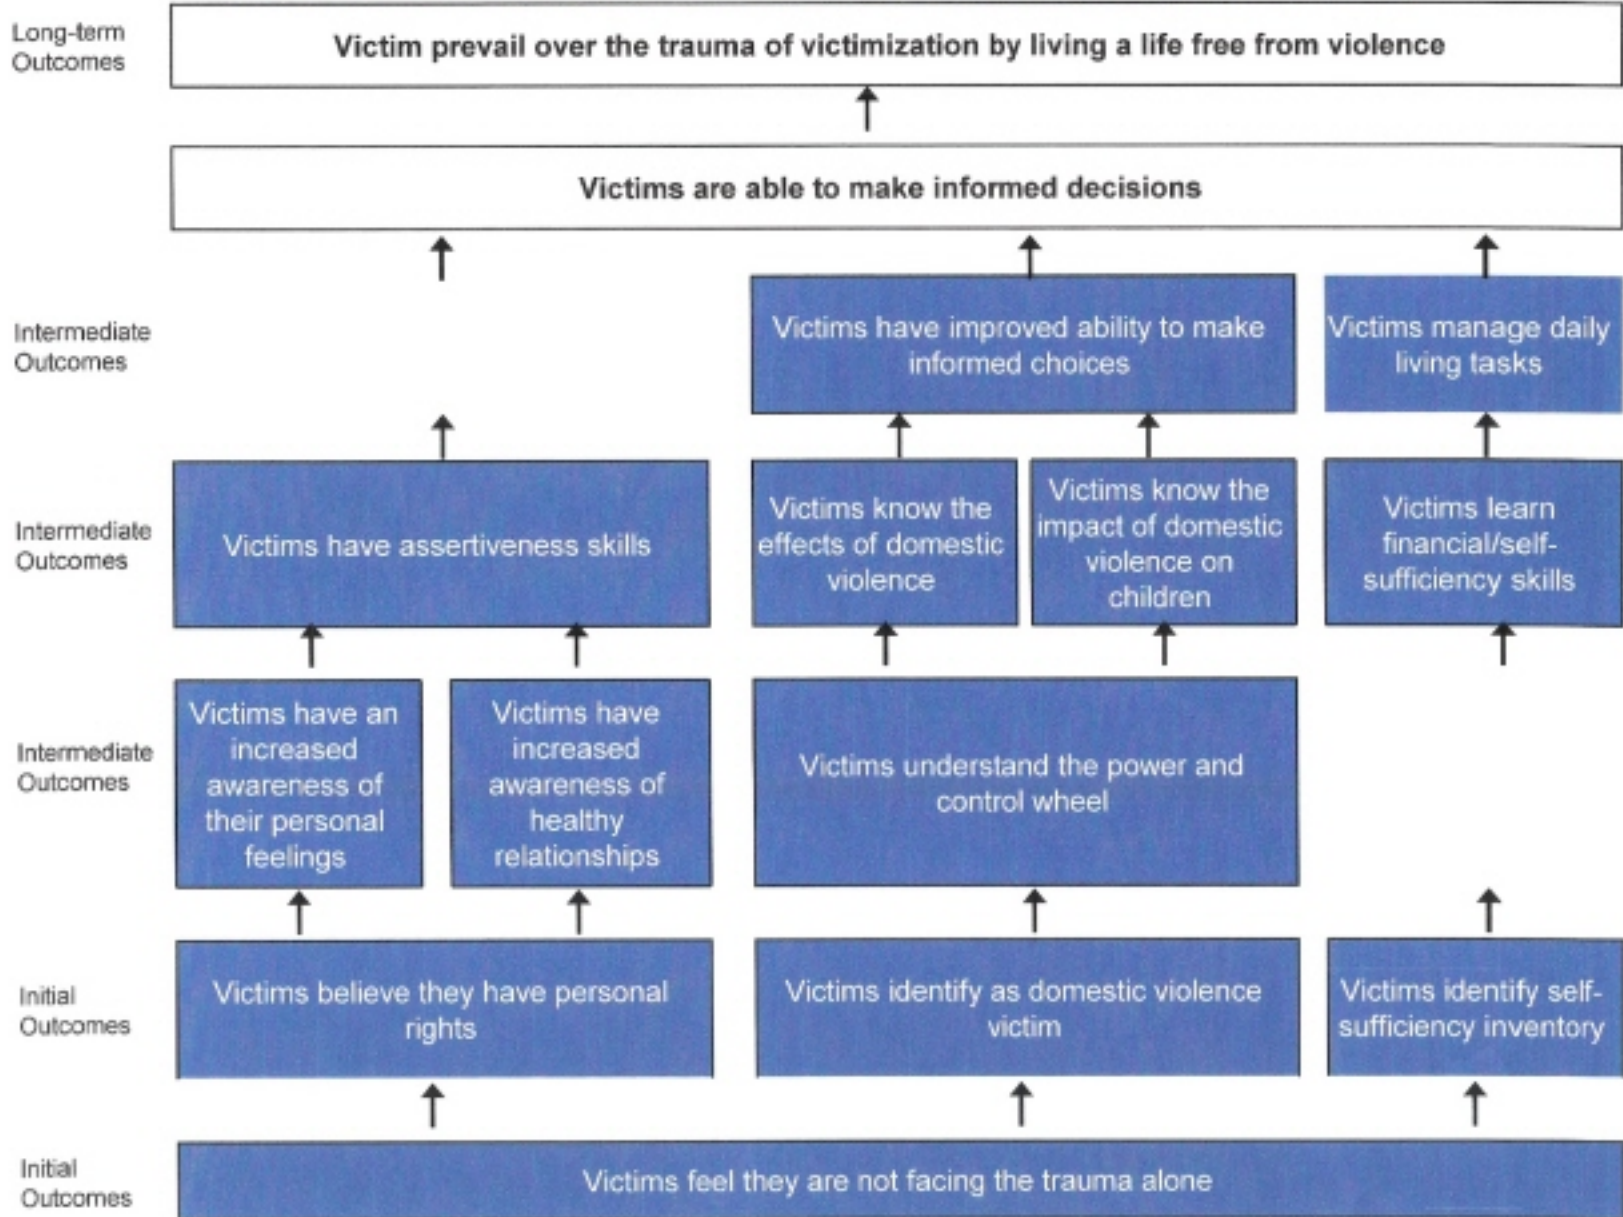 Long-term
Outcomes
Victim prevail over the trauma of victimization by living a life free from violence
Victims are able to make informed decisions
Intermediate
Outcomes
Victims have improved ability to make
informed choices
Victims manage daily
living tasks
Intermediate
Outcomes
Victims have assertiveness skills
Victims know the
effects of domestic
violence
Victims know the
impact of domestic
violence on
children
Victims learn
financial/self-
sufficiency skills
Intermediate
Outcomes
Victims have an
increased
awareness of
their personal
feelings
Victims have
increased
awareness of
healthy
relationships
Victims understand the power and
control wheel
Initial
Outcomes
Victims believe they have personal
rights
Victims identify as domestic violence
victim
Victims identify self-
sufficiency inventory
Initial
Outcomes
Victims feel they are not facing the trauma alone